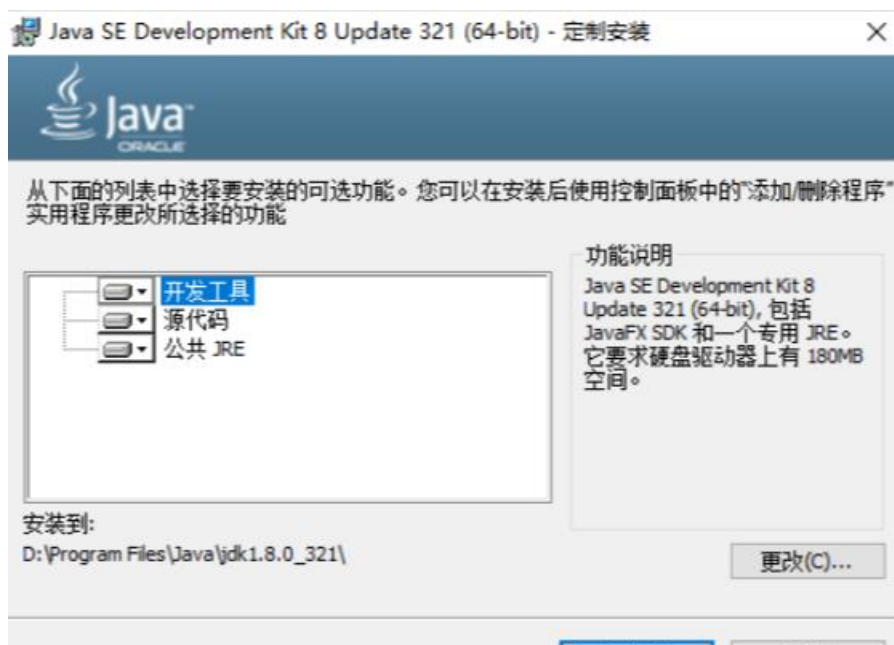 Java SE Development Kit 8 Update 321 (64-bit) - 定制安装
Java
ORACLE
从下面的列表中选择要安装的可选功能。您可以在安装后使用控制面板中的"添加/删除程序"
实用程序更改所选择的功能
开发工具
源代码
公共 JRE
功能说明
Java SE Development Kit 8
Update 321 (64-bit), 包括
JavaFX SDK 和一个专用 JRE。
它要求硬盘驱动器上有 180MB
空间。
安装到:
D:\Program Files\Java\jdk1.8.0_321\
更改(C)...